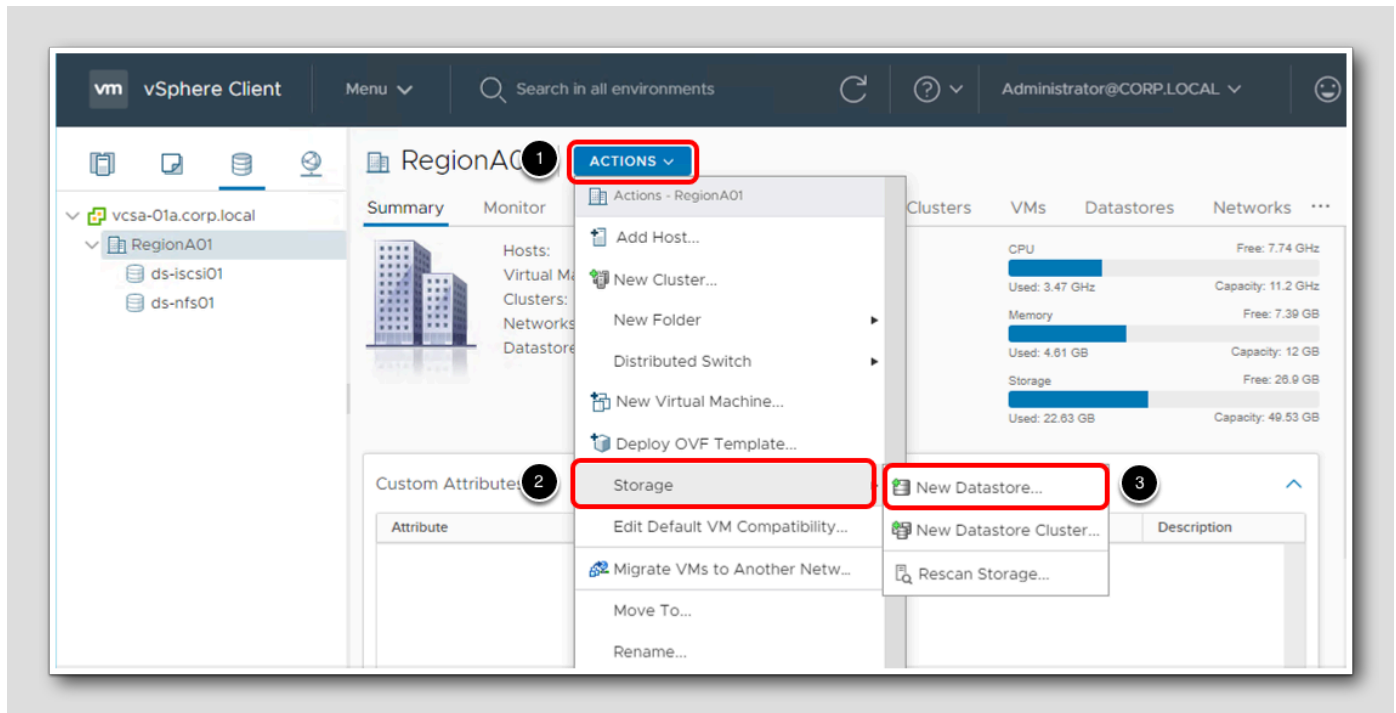 vm vSphere Client Menu Search in all environments Administrator@CORP.LOCAL
RegionA0 1 ACTIONS
vcsa-01a.corp.local
RegionA01
ds-iscsi01
ds-nfs01
Summary Monitor Clusters VMs Datastores Networks ...
Hosts:
Virtual Ma
Clusters:
Networks
Datastore
Actions - RegionA01
Add Host...
New Cluster...
New Folder
Distributed Switch
New Virtual Machine...
Deploy OVF Template...
2 Storage
Edit Default VM Compatibility...
Migrate VMs to Another Netw...
Move To...
Rename...
New Datastore... 3
New Datastore Cluster...
Rescan Storage...
CPU Free: 7.74 GHz
Used: 3.47 GHz Capacity: 11.2 GHz
Memory Free: 7.39 GB
Used: 4.61 GB Capacity: 12 GB
Storage Free: 26.9 GB
Used: 22.63 GB Capacity: 49.53 GB
Custom Attributes
Attribute Description